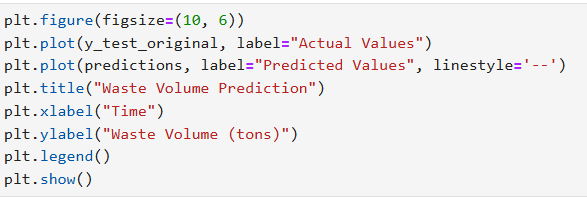 plt.figure(figsize=(10, 6))
plt.plot(y_test_original, label="Actual Values")
plt.plot(predictions, label="Predicted Values", linestyle='--')
plt.title("Waste Volume Prediction")
plt.xlabel("Time")
plt.ylabel("Waste Volume (tons)")
plt.legend()
plt.show()